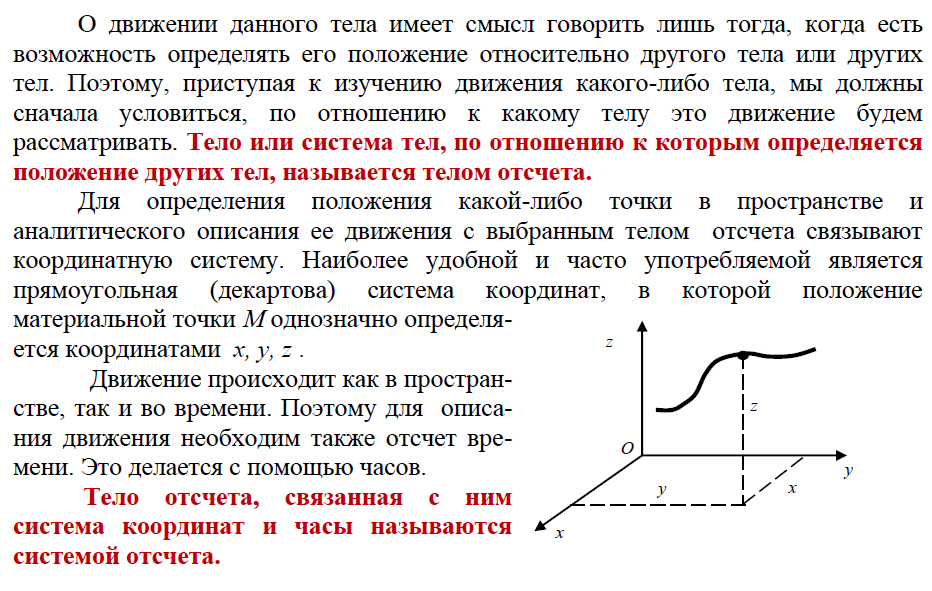 О движении данного тела имеет смысл говорить лишь тогда, когда есть
возможность определять его положение относительно другого тела или других
тел. Поэтому, приступая к изучению движения какого-либо тела, мы должны
сначала условиться, по отношению к какому телу это движение будем
рассматривать. Тело или система тел, по отношению к которым определяется
положение других тел, называется телом отсчета.
Для определения положения какой-либо точки в пространстве и
аналитического описания ее движения с выбранным телом отсчета связывают
координатную систему. Наиболее удобной и часто употребляемой является
прямоугольная (декартова) система координат, в которой положение
материальной точки М однозначно определя-
ется координатами x, y, z .
Движение происходит как в простран-
стве, так и во времени. Поэтому для описа-
ния движения необходим также отсчет вре-
мени. Это делается с помощью часов.
Тело отсчета, связанная с ним
система координат и часы называются
системой отсчета.
z
z
O
y
y
x
x